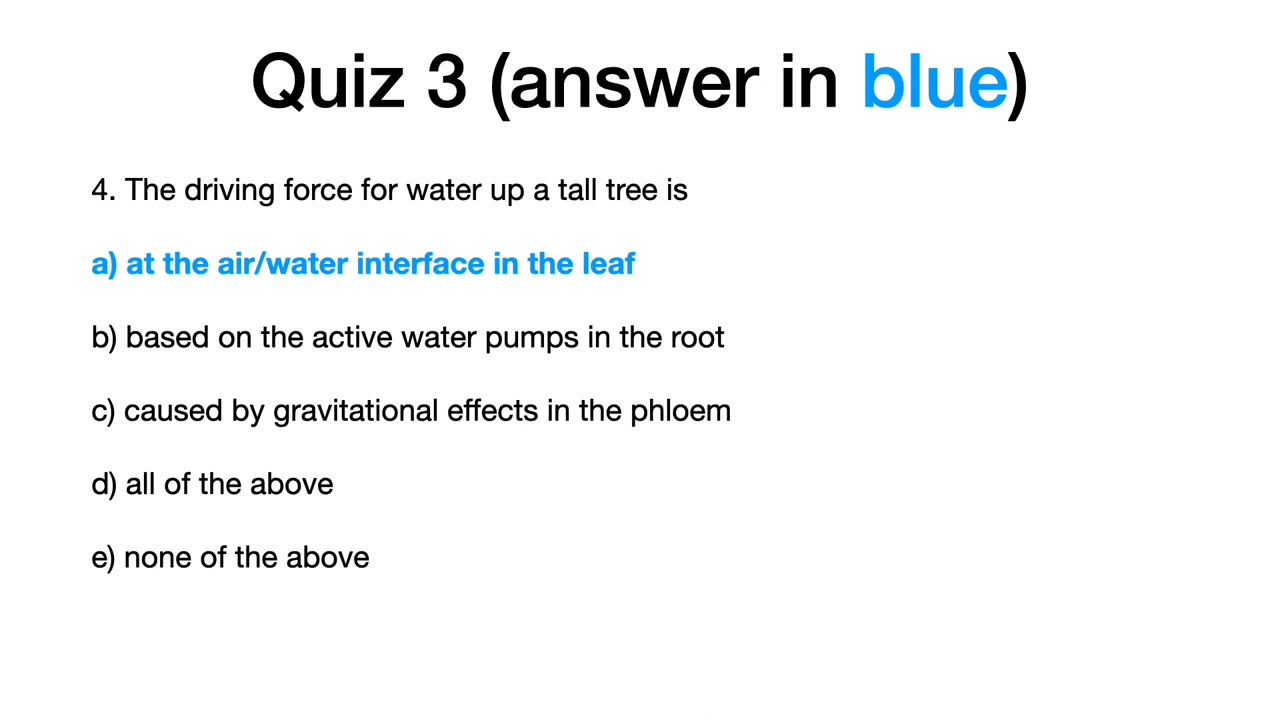 Quiz 3 (answer in blue)
4. The driving force for water up a tall tree is
a) at the air/water interface in the leaf
b) based on the active water pumps in the root
c) caused by gravitational effects in the phloem
d) all of the above
e) none of the above